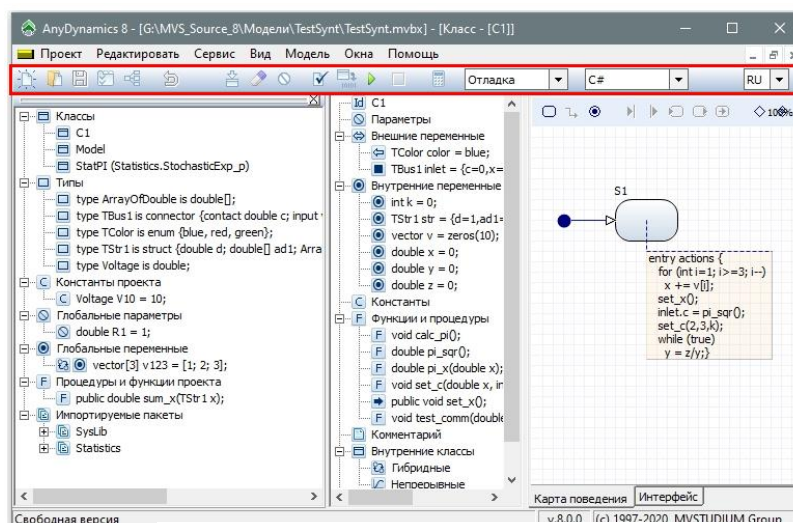 AnyDynamics 8 - [G:\MVS_Source_8\Модели\TestSynt\TestSynt.mvbx] - [Класс - [C1]]
Проект Редактировать Сервис Вид Модель Окна Помощь
Отладка C# RU
Классы
C1
Model
StatPI (Statistics.StochasticExp_p)
Типы
type ArrayOfDouble is double[];
type TBus1 is connector {contact double c; input
type TColor is enum {blue, red, green};
type TStr1 is struct {double d; double[] ad1; Arra
type Voltage is double;
Константы проекта
C Voltage V10 = 10;
Глобальные параметры
double R1 = 1;
Глобальные переменные
vector[3] v123 = [1; 2; 3];
F Процедуры и функции проекта
F public double sum_x(TStr1 x);
Импортируемые пакеты
SysLib
Statistics
Id C1
Параметры
Внешние переменные
TColor color = blue;
TBus1 inlet = {c=0,x=
Внутренние переменные
int k = 0;
TStr1 str = {d=1,ad1=
vector v = zeros(10);
double x = 0;
double y = 0;
double z = 0;
C Константы
F Функции и процедуры
F void calc_pi();
F double pi_sqr();
F double pi_x(double x);
F void set_c(double x, in
public void set_x();
F void test_comm(double
Комментарий
Внутренние классы
Гибридные
Непрерывные
100%
S1
entry actions {
for (int i=1; i>=3; i--)
x += v[i];
set_x();
inlet.c = pi_sqr();
set_c(2,3,k);
while (true)
y = z/y;}
Карта поведения Интерфейс
Свободная версия v.8.0.0 (c) 1997-2020 MVSTUDIUM Group